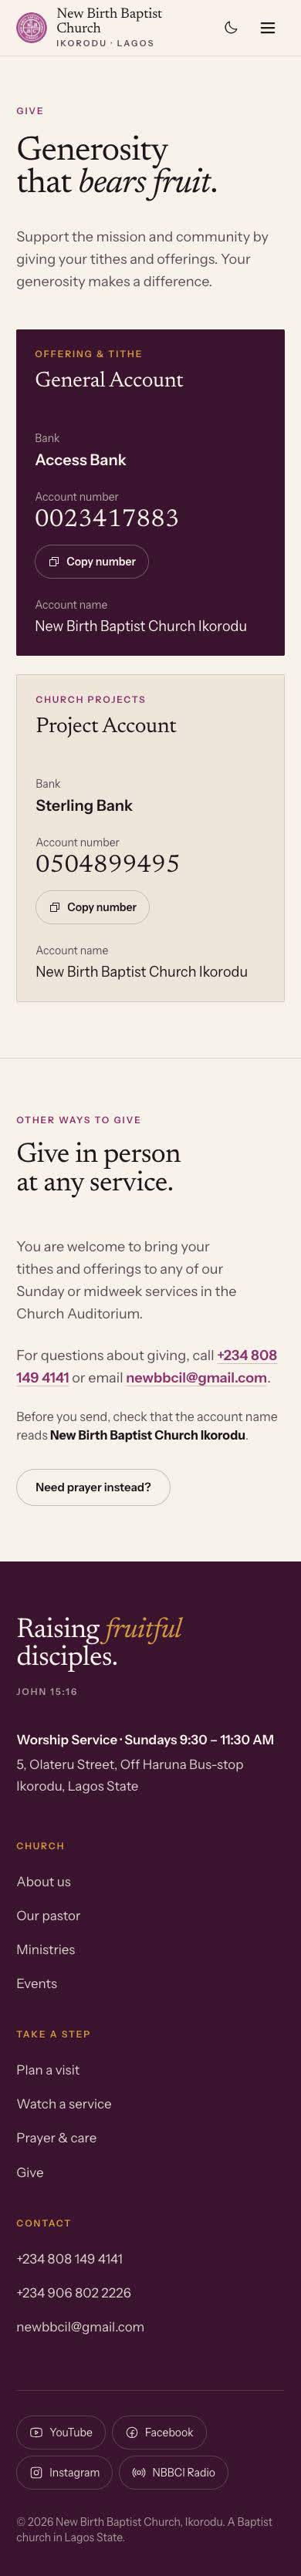 New Birth Baptist
Church
IKORODU · LAGOS
GIVE
Generosity
that bears fruit.
Support the mission and community by
giving your tithes and offerings. Your
generosity makes a difference.
OFFERING & TITHE
General Account
Bank
Access Bank
Account number
0023417883
Copy number
Account name
New Birth Baptist Church Ikorodu
CHURCH PROJECTS
Project Account
Bank
Sterling Bank
Account number
0504899495
Copy number
Account name
New Birth Baptist Church Ikorodu
OTHER WAYS TO GIVE
Give in person
at any service.
You are welcome to bring your
tithes and offerings to any of our
Sunday or midweek services in the
Church Auditorium.
For questions about giving, call +234 808
149 4141 or email newbbcil@gmail.com.
Before you send, check that the account name
reads New Birth Baptist Church Ikorodu.
Need prayer instead?
Raising fruitful
disciples.
JOHN 15:16
Worship Service · Sundays 9:30 – 11:30 AM
5, Olateru Street, Off Haruna Bus-stop
Ikorodu, Lagos State
CHURCH
About us
Our pastor
Ministries
Events
TAKE A STEP
Plan a visit
Watch a service
Prayer & care
Give
CONTACT
+234 808 149 4141
+234 906 802 2226
newbbcil@gmail.com
YouTube
Facebook
Instagram
NBBCI Radio
© 2026 New Birth Baptist Church, Ikorodu. A Baptist
church in Lagos State.